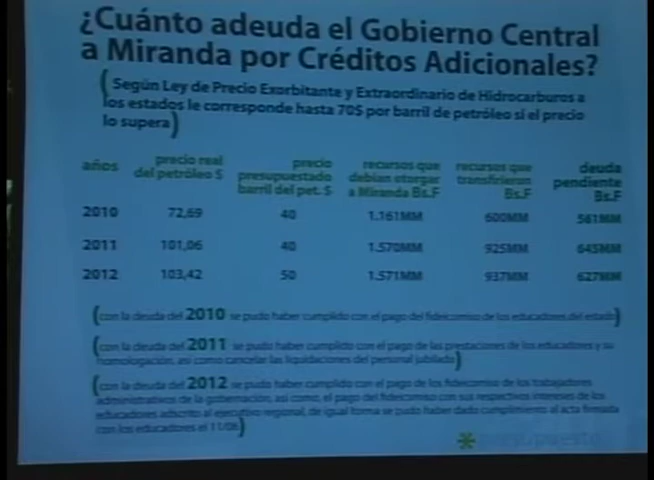 ¿Cuánto adeuda el Gobierno Central
a Miranda por Créditos Adicionales?
(Según Ley de Precio Exorbitante y Extraordinario de Hidrocarburos a
los estados le corresponde hasta 70$ por barril de petróleo si el precio
lo supera)
años precio real del petróleo $ precio presupuestado barril del pet. $ recursos que debían otorgar a Miranda Bs.F recursos que transfirieron Bs.F deuda pendiente Bs.F
2010 72,69 40 1.161MM 600MM 561MM
2011 101,06 40 1.570MM 925MM 645MM
2012 103,42 50 1.571MM 937MM 627MM
(con la deuda del 2010 se pudo haber cumplido con el pago del fideicomiso de los educadores del estado)
(con la deuda del 2011 se pudo haber cumplido con el pago de las prestaciones de los educadores y su
homologación, así como cancelar las liquidaciones del personal jubilado)
(con la deuda del 2012 se pudo haber cumplido con el pago de los fideicomiso de los trabajadores
administrativos de la gobernación, así como, el pago del fideicomiso con sus respectivos intereses de los
educadores adscrito al ejecutivo regional, de igual forma se pudo haber dado cumplimiento al acta firmada
con los educadores el 11/06)